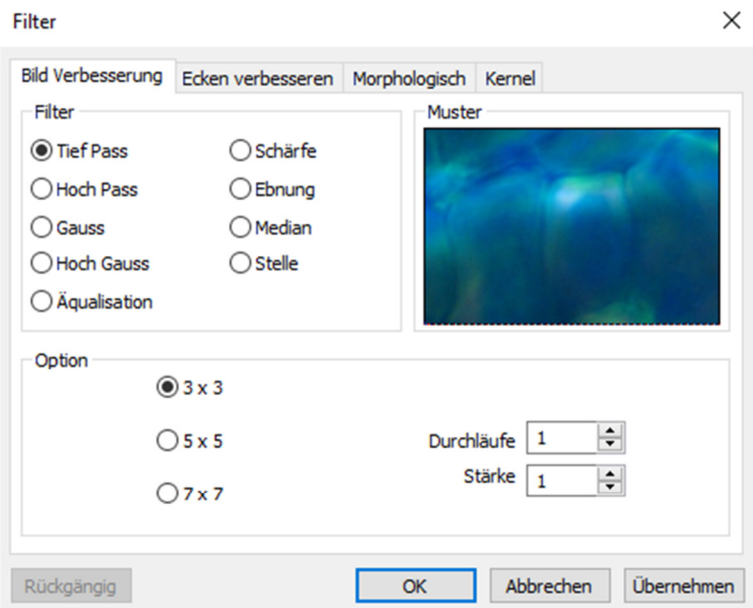 Filter
Bild Verbesserung Ecken verbesseren Morphologisch Kernel
Filter
Tief Pass Schärfe
Hoch Pass Ebnung
Gauss Median
Hoch Gauss Stelle
Äqualisation
Muster
Option
3 x 3
5 x 5
7 x 7
Durchläufe 1
Stärke 1
Rückgängig OK Abbrechen Übernehmen